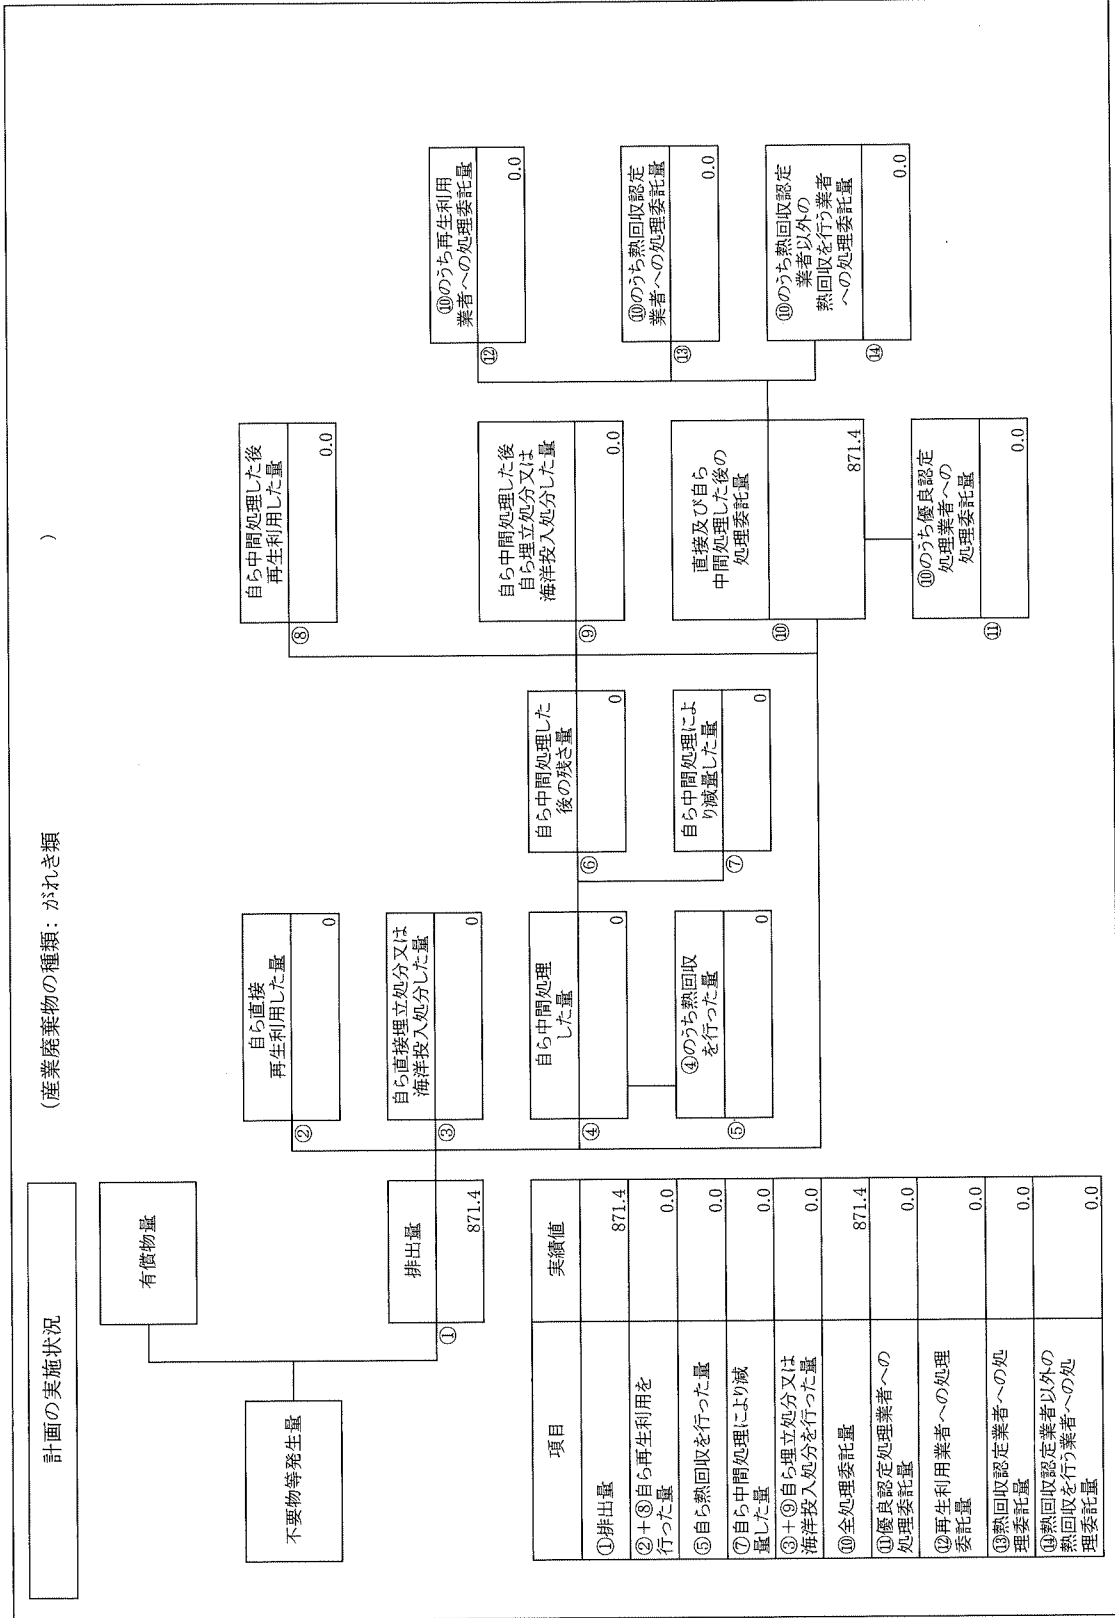 計画の実施状況
(産業廃棄物の種類: がれき類
)
不要物等発生量
有償物量
①
排出量
871.4
②
自ら直接
再生利用した量
0
③
自ら直接埋立処分又は
海洋投入処分した量
0
④
自ら中間処理
した量
0
⑤
④のうち熱回収
を行った量
0
⑥
自ら中間処理した
後の残さ量
0
⑦
自ら中間処理によ
り減量した量
0
⑧
自ら中間処理した後
再生利用した量
0.0
⑨
自ら中間処理した後
自ら埋立処分又は
海洋投入処分した量
0.0
⑩
直接及び自ら
中間処理した後の
処理委託量
871.4
⑪
⑩のうち優良認定
処理業者への
処理委託量
0.0
⑫
⑩のうち再生利用
業者への処理委託量
0.0
⑬
⑩のうち熱回収認定
業者への処理委託量
0.0
⑭
⑩のうち熱回収認定
業者以外の
熱回収を行う業者
への処理委託量
0.0
項目 実績値
①排出量 871.4
②+⑧自ら再生利用を
行った量 0.0
⑤自ら熱回収を行った量 0.0
⑦自ら中間処理により減
量した量 0.0
③+⑨自ら埋立処分又は
海洋投入処分を行った量 0.0
⑩全処理委託量 871.4
⑪優良認定処理業者への
処理委託量 0.0
⑫再生利用業者への処理
委託量 0.0
⑬熱回収認定業者への処
理委託量 0.0
⑭熱回収認定業者以外の
熱回収を行う業者への処
理委託量 0.0